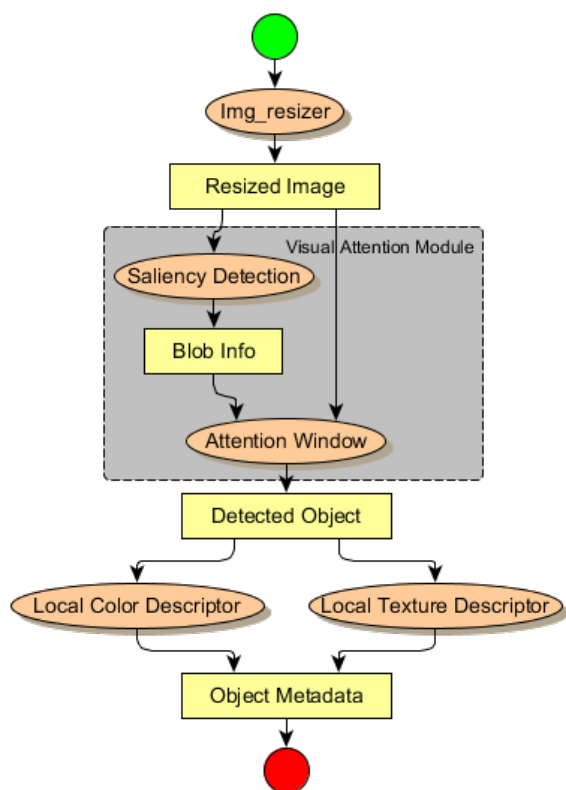 Img_resizer
Resized Image
Visual Attention Module
Saliency Detection
Blob Info
Attention Window
Detected Object
Local Color Descriptor
Local Texture Descriptor
Object Metadata